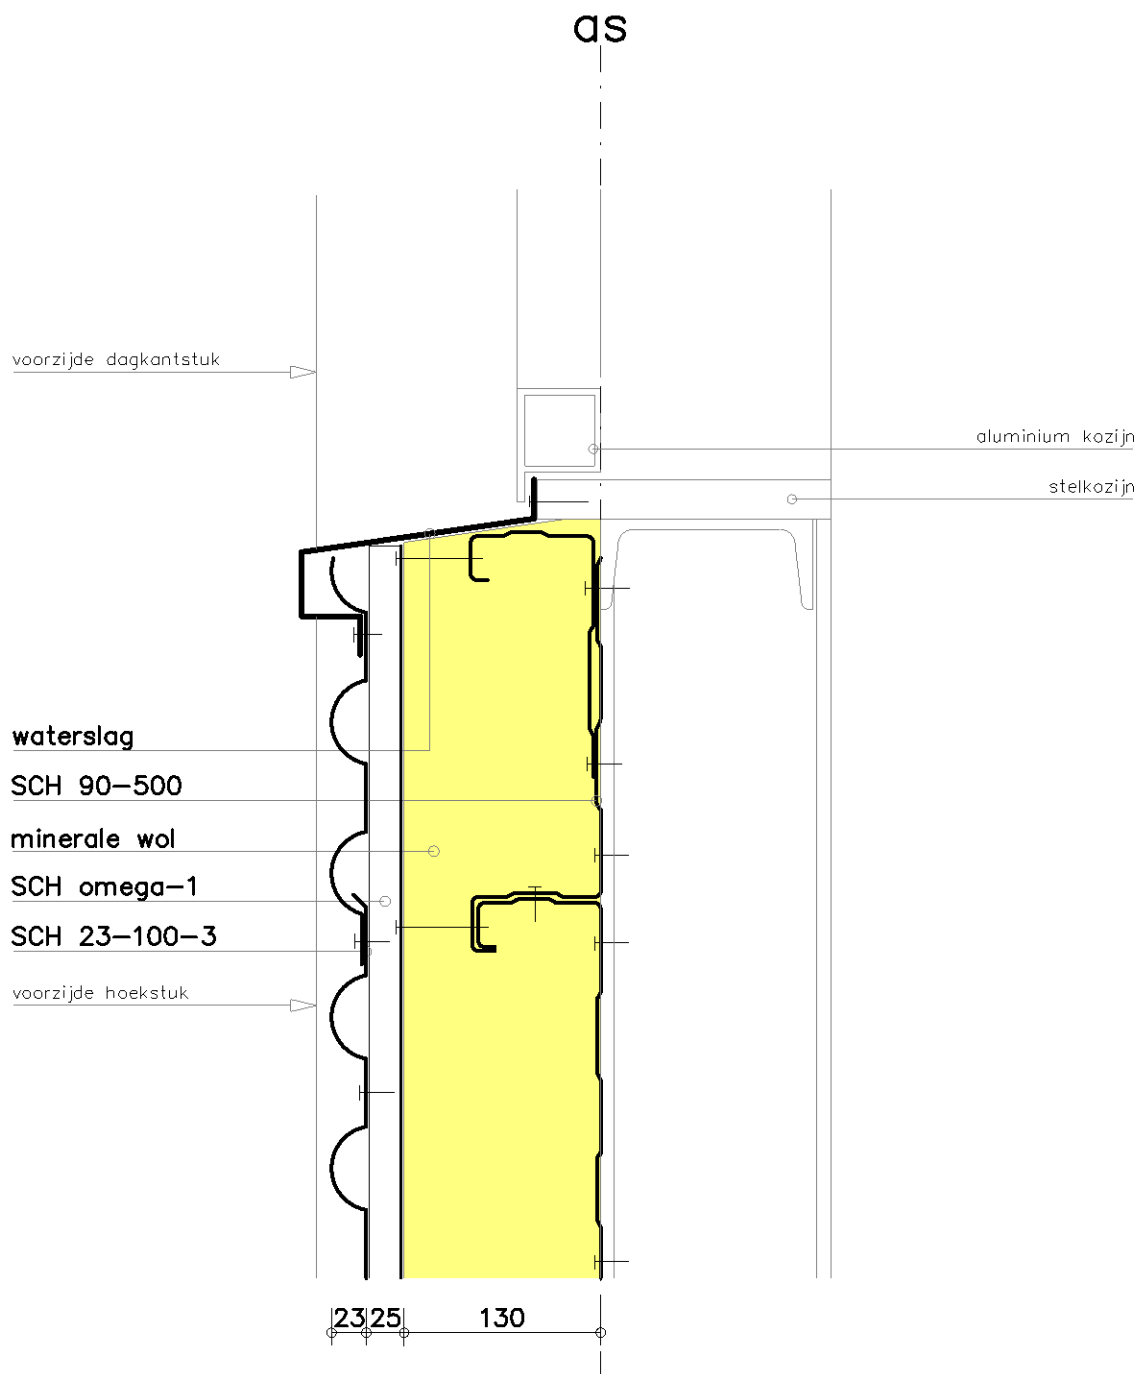 as
voorzijde dagkantstuk
aluminium kozijn
stelkozijn
waterslag
SCH 90-500
minerale wol
SCH omega-1
SCH 23-100-3
voorzijde hoekstuk
23 25 130